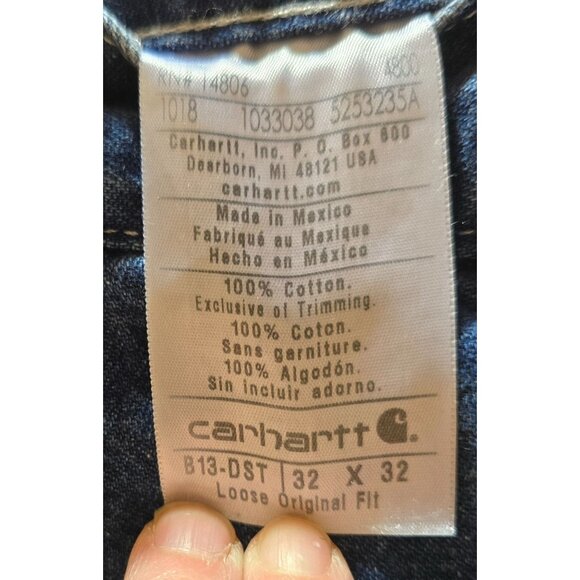 RN# 14806 4800
1018 1033038 5253235A
Carhartt, Inc. P. O. Box 600
Dearborn, MI 48121 USA
carhartt.com
Made in Mexico
Fabriqué au Mexique
Hecho en México
100% Cotton.
Exclusive of Trimming.
100% Coton.
Sans garniture.
100% Algodón.
Sin incluir adorno.
carhartt
B13-DST 32 X 32
Loose Original Fit